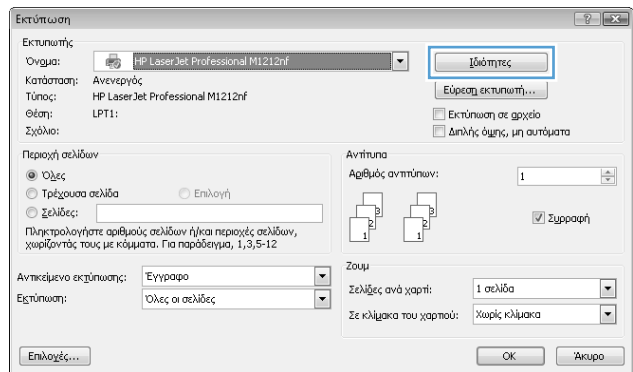 Εκτύπωση
Εκτυπωτής
Όνομα: HP LaserJet Professional M1212nf Ιδιότητες
Κατάσταση: Ανενεργός
Τύπος: HP LaserJet Professional M1212nf Εύρεση εκτυπωτή...
Θέση: LPT1: Εκτύπωση σε αρχείο
Σχόλιο: Διπλής όψης, μη αυτόματα
Περιοχή σελίδων
Όλες
Τρέχουσα σελίδα Επιλογή
Σελίδες:
Πληκτρολογήστε αριθμούς σελίδων ή/και περιοχές σελίδων,
χωρίζοντάς τους με κόμματα. Για παράδειγμα, 1,3,5-12
Αντίτυπα
Αριθμός αντιτύπων: 1
3 3
2 2
1 1
Συρραφή
Αντικείμενο εκτύπωσης: Έγγραφο
Εκτύπωση: Όλες οι σελίδες
Ζουμ
Σελίδες ανά χαρτί: 1 σελίδα
Σε κλίμακα του χαρτιού: Χωρίς κλίμακα
Επιλογές... OK Άκυρο